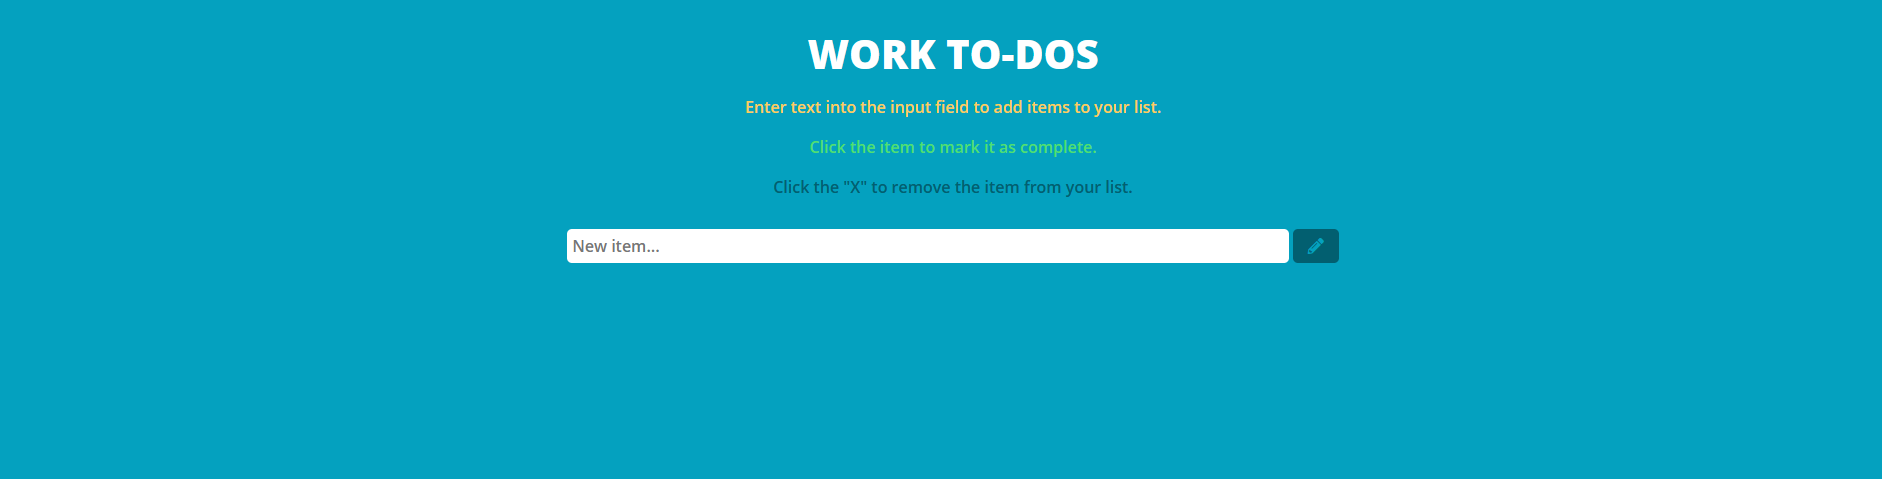 WORK TO-DOS
Enter text into the input field to add items to your list.
Click the item to mark it as complete.
Click the "X" to remove the item from your list.
New item...